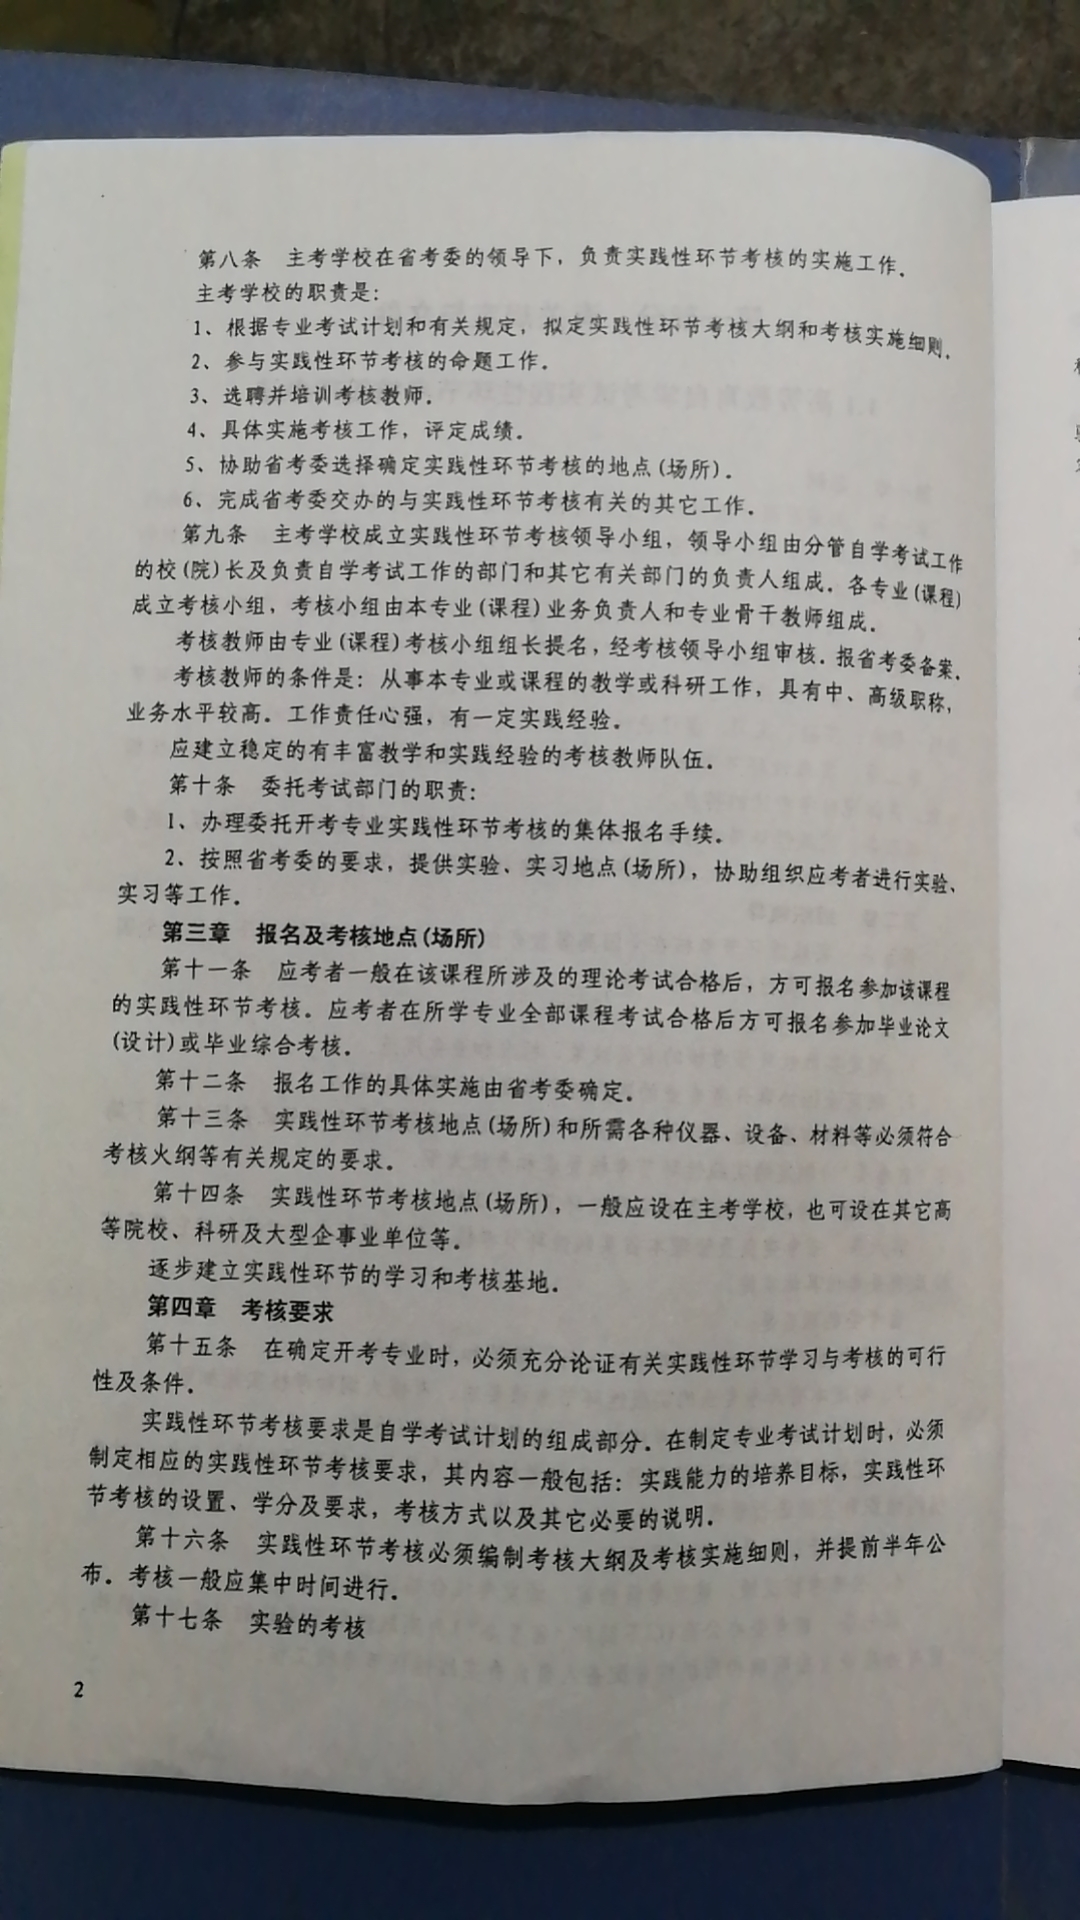 第八条 主考学校在省考委的领导下，负责实践性环节考核的实施工作．
主考学校的职责是：
1、根据专业考试计划和有关规定，拟定实践性环节考核大纲和考核实施细则．
2、参与实践性环节考核的命题工作．
3、选聘并培训考核教师．
4、具体实施考核工作，评定成绩．
5、协助省考委选择确定实践性环节考核的地点(场所)．
6、完成省考委交办的与实践性环节考核有关的其它工作．
第九条 主考学校成立实践性环节考核领导小组，领导小组由分管自学考试工作
的校(院)长及负责自学考试工作的部门和其它有关部门的负责人组成．各专业(课程)
成立考核小组，考核小组由本专业(课程)业务负责人和专业骨干教师组成．
考核教师由专业(课程)考核小组组长提名，经考核领导小组审核．报省考委备案．
考核教师的条件是：从事本专业或课程的教学或科研工作，具有中、高级职称，
业务水平较高．工作责任心强，有一定实践经验．
应建立稳定的有丰富教学和实践经验的考核教师队伍．
第十条 委托考试部门的职责：
1、办理委托开考专业实践性环节考核的集体报名手续．
2、按照省考委的要求，提供实验、实习地点(场所)，协助组织应考者进行实验、
实习等工作．
第三章 报名及考核地点(场所)
第十一条 应考者一般在该课程所涉及的理论考试合格后，方可报名参加该课程
的实践性环节考核。应考者在所学专业全部课程考试合格后方可报名参加毕业论文
(设计)或毕业综合考核．
第十二条 报名工作的具体实施由省考委确定．
第十三条 实践性环节考核地点(场所)和所需各种仪器、设备、材料等必须符合
考核火纲等有关规定的要求．
第十四条 实践性环节考核地点(场所)，一般应设在主考学校，也可设在其它高
等院校、科研及大型企事业单位等．
逐步建立实践性环节的学习和考核基地．
第四章 考核要求
第十五条 在确定开考专业时，必须充分论证有关实践性环节学习与考核的可行
性及条件．
实践性环节考核要求是自学考试计划的组成部分．在制定专业考试计划时，必须
制定相应的实践性环节考核要求，其内容一般包括：实践能力的培养目标，实践性环
节考核的设置、学分及要求，考核方式以及其它必要的说明．
第十六条 实践性环节考核必须编制考核大纲及考核实施细则，并提前半年公
布．考核一般应集中时间进行．
第十七条 实验的考核
2